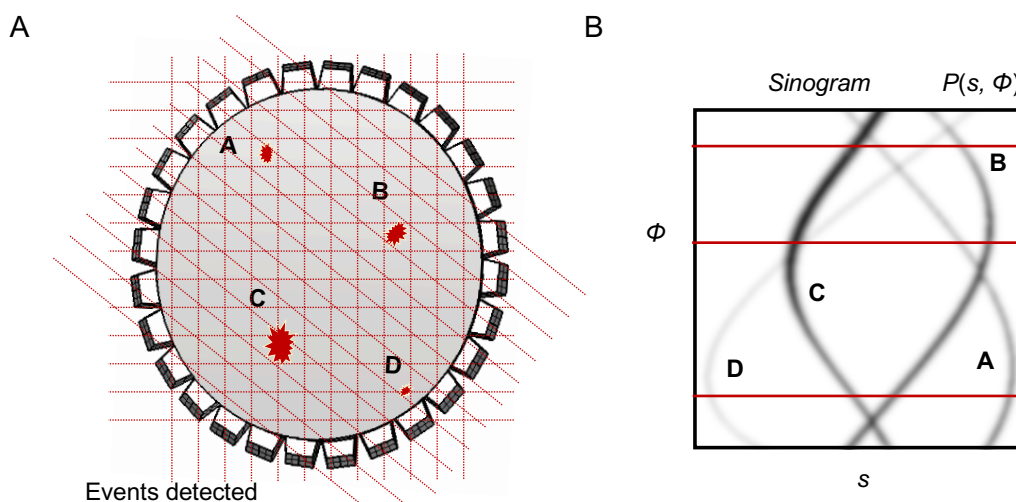 A
A
B
C
D
Events detected
B
Sinogram P(s, Φ)
Φ
B
C
D
A
s